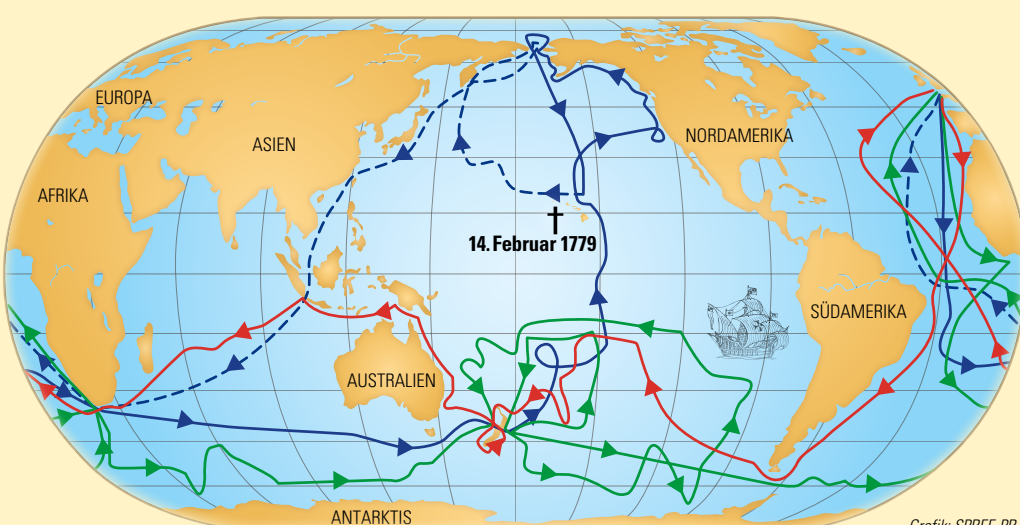 EUROPA
ASIEN
NORDAMERIKA
AFRIKA
14. Februar 1779
SÜDAMERIKA
AUSTRALIEN
ANTARKTIS